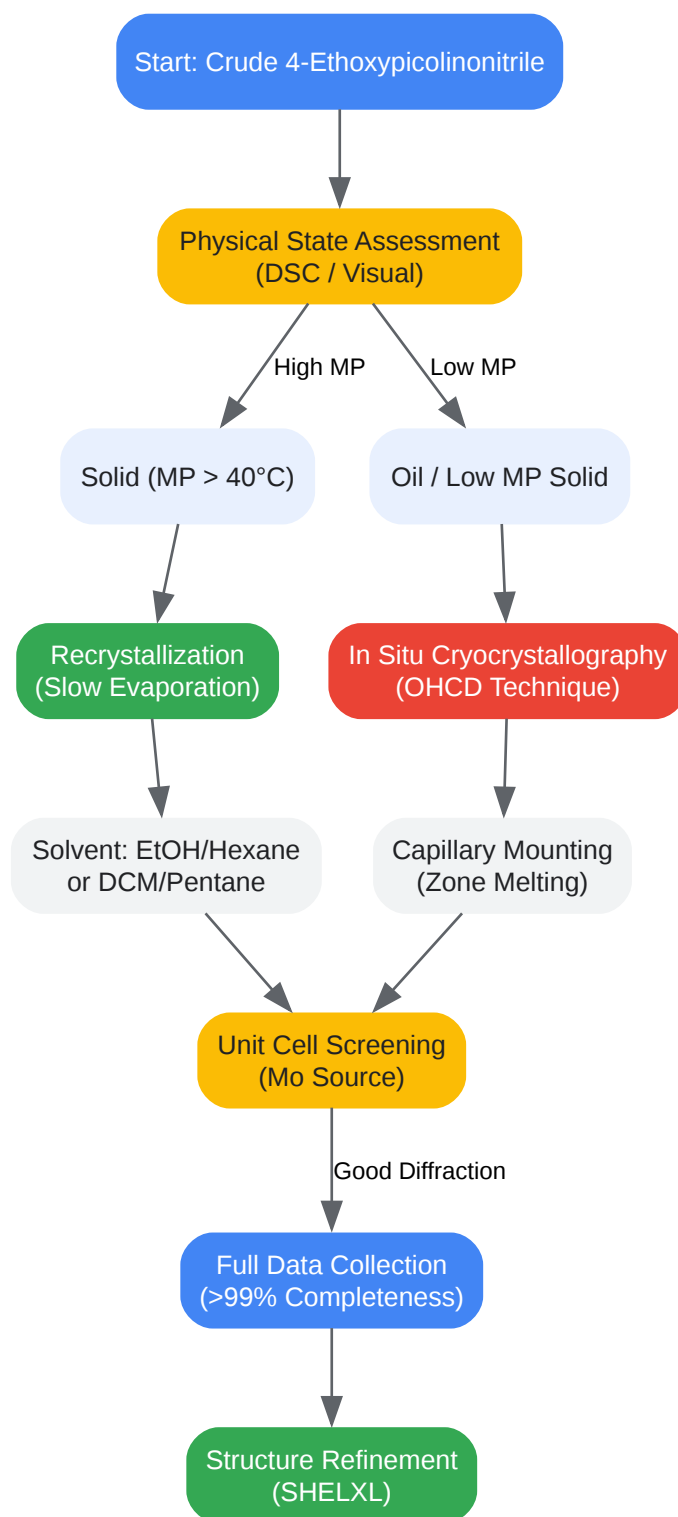 Start: Crude 4-Ethoxypicolinonitrile
Physical State Assessment
(DSC / Visual)
High MP
Low MP
Solid (MP > 40°C)
Oil / Low MP Solid
Recrystallization
(Slow Evaporation)
In Situ Cryocrystallography
(OHCD Technique)
Solvent: EtOH/Hexane
or DCM/Pentane
Capillary Mounting
(Zone Melting)
Unit Cell Screening
(Mo Source)
Good Diffraction
Full Data Collection
(>99% Completeness)
Structure Refinement
(SHELXL)